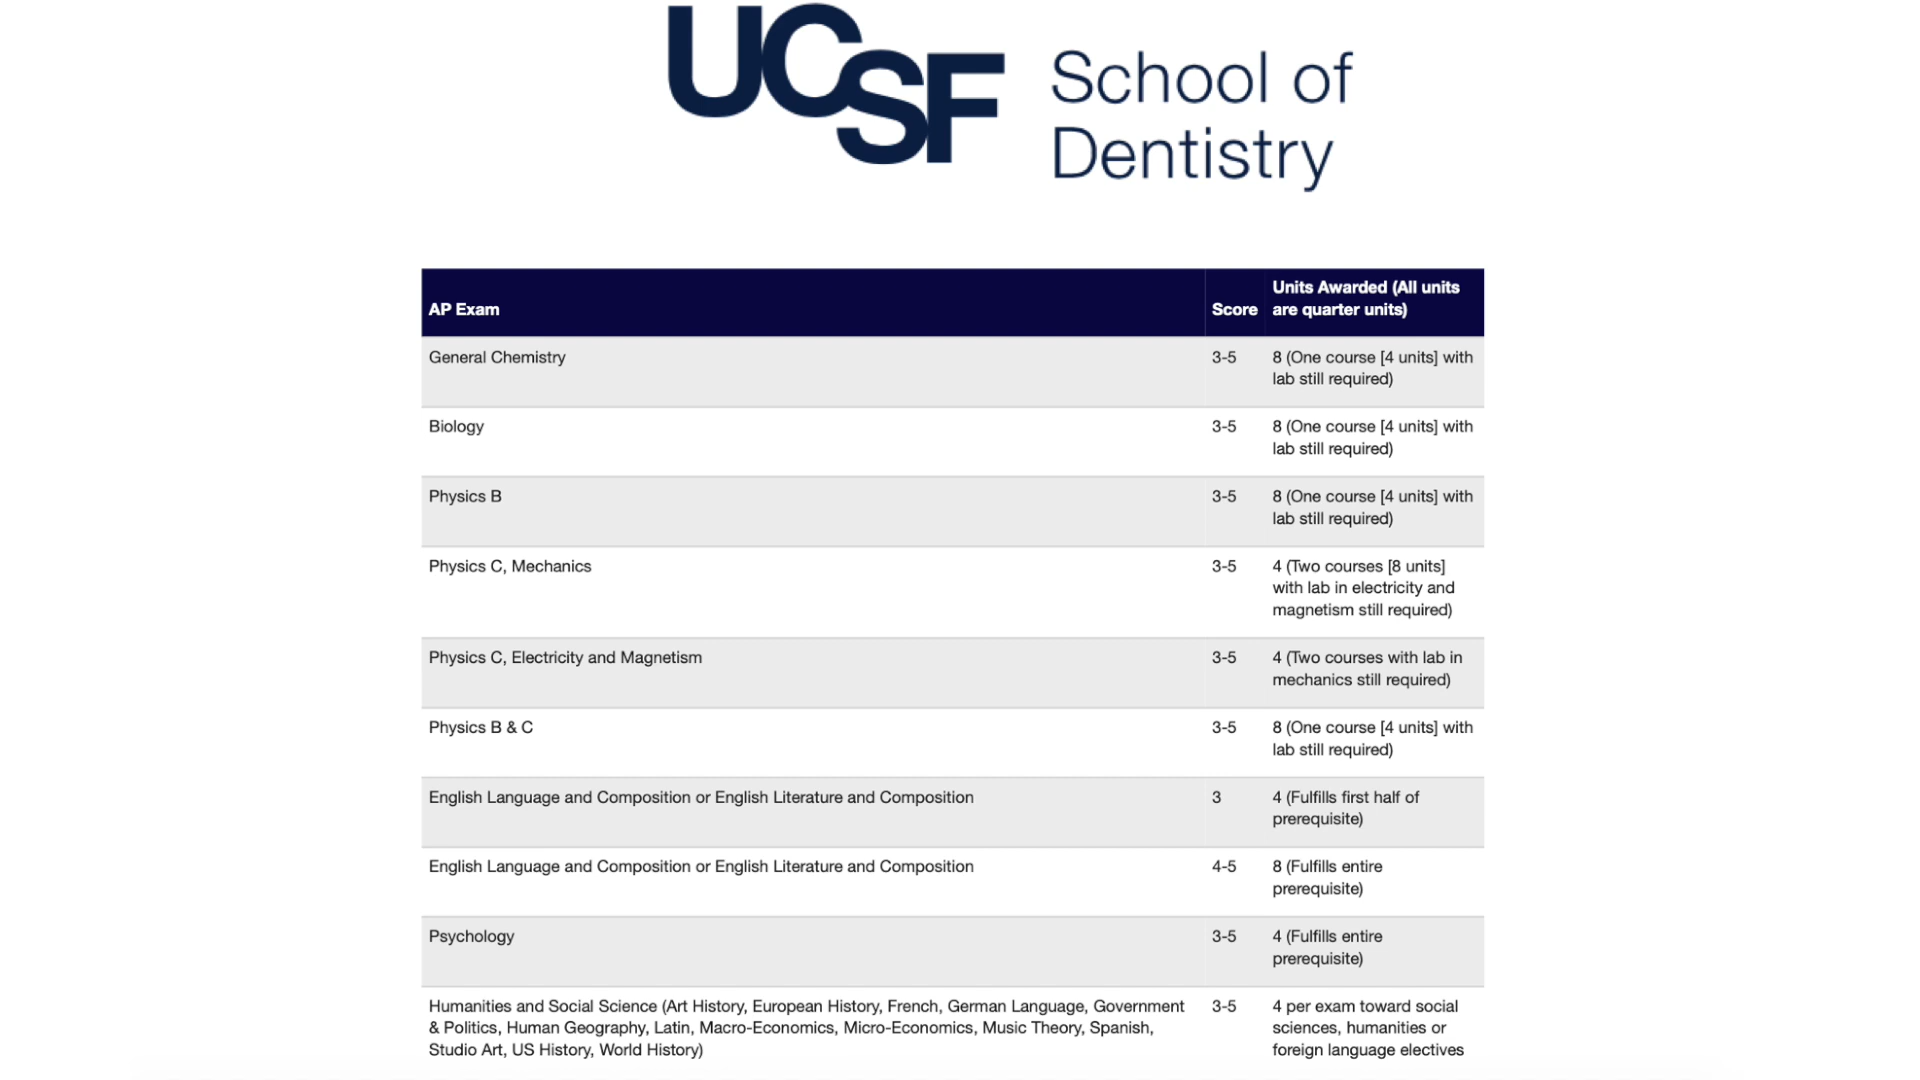 UCSF
School of
Dentistry
AP Exam
Score
Units Awarded (All units
are quarter units)
General Chemistry
3-5
8 (One course [4 units] with
lab still required)
Biology
3-5
8 (One course [4 units] with
lab still required)
Physics B
3-5
8 (One course [4 units] with
lab still required)
Physics C, Mechanics
3-5
4 (Two courses [8 units]
with lab in electricity and
magnetism still required)
Physics C, Electricity and Magnetism
3-5
4 (Two courses with lab in
mechanics still required)
Physics B & C
3-5
8 (One course [4 units] with
lab still required)
English Language and Composition or English Literature and Composition
3
4 (Fulfills first half of
prerequisite)
English Language and Composition or English Literature and Composition
4-5
8 (Fulfills entire
prerequisite)
Psychology
3-5
4 (Fulfills entire
prerequisite)
Humanities and Social Science (Art History, European History, French, German Language, Government
& Politics, Human Geography, Latin, Macro-Economics, Micro-Economics, Music Theory, Spanish,
Studio Art, US History, World History)
3-5
4 per exam toward social
sciences, humanities or
foreign language electives